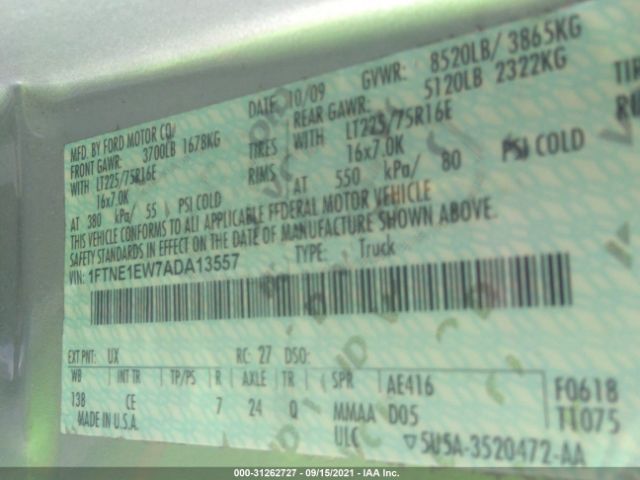 MFD. BY FORD MOTOR CO. DATE: 10/09 GVWR: 8520LB/ 3865KG
FRONT GAWR: 3700LB 1678KG REAR GAWR: 5120LB 2322KG
WITH LT225/75R16E TIRES WITH LT225/75R16E TIR
16x7.0K RIMS 16x7.0K
AT 380 kPa/ 55 PSI COLD AT 550 kPa/ 80 PSI COLD
THIS VEHICLE CONFORMS TO ALL APPLICABLE FEDERAL MOTOR VEHICLE
SAFETY STANDARDS IN EFFECT ON THE DATE OF MANUFACTURE SHOWN ABOVE.
VIN: 1FTNE1EW7ADA13557 TYPE: Truck
EXT PNT: UX RC: 27 DSO:
WB INT TR TP/PS R AXLE TR SPR AE416 F0618
138 CE 7 24 Q MMAA D05 T1075
MADE IN U.S.A. ULC 5U5A-3520472-AA
000-31262727 - 09/15/2021 - IAA Inc.